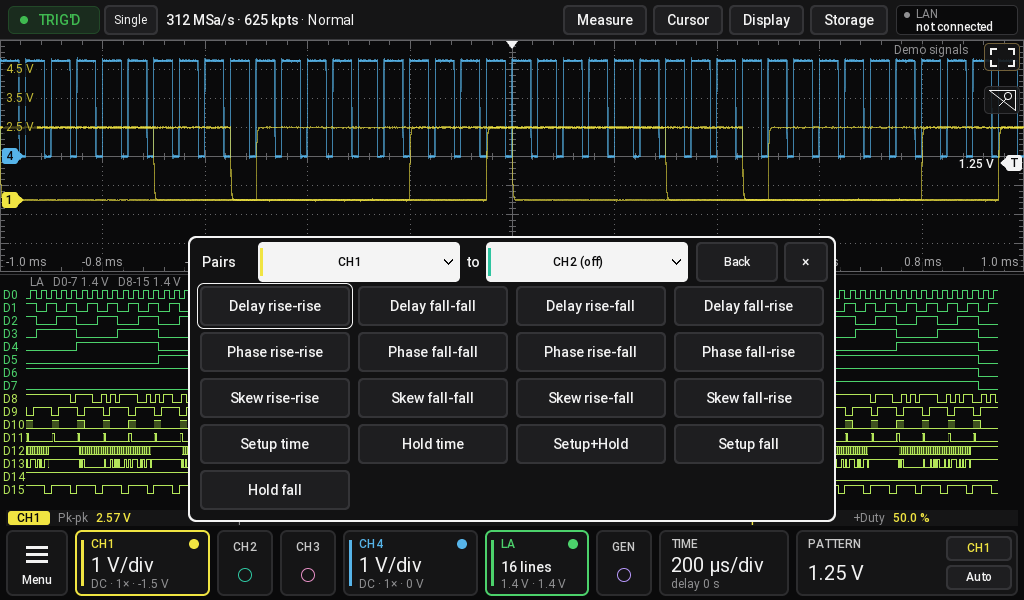 TRIG'D Single 312 MSa/s · 625 kpts · Normal Measure Cursor Display Storage LAN
not connected
Demo signals
4.5 V
3.5 V
2.5 V
4
1.25 V T
1
-1.0 ms -0.8 ms 0.8 ms 1.0 ms
Pairs CH1 to CH2 (off) Back ×
Delay rise-rise Delay fall-fall Delay rise-fall Delay fall-rise
Phase rise-rise Phase fall-fall Phase rise-fall Phase fall-rise
Skew rise-rise Skew fall-fall Skew rise-fall Skew fall-rise
Setup time Hold time Setup+Hold Setup fall
Hold fall
LA D0-7 1.4 V D8-15 1.4 V
D0
D1
D2
D3
D4
D5
D6
D7
D8
D9
D10
D11
D12
D13
D14
D15
CH1 Pk-pk 2.57 V +Duty 50.0 %
Menu
CH1
1 V/div
DC · 1× · -1.5 V
CH2
CH3
CH4
1 V/div
DC · 1× · 0 V
LA
16 lines
1.4 V · 1.4 V
GEN
TIME
200 µs/div
delay 0 s
PATTERN
1.25 V
CH1
Auto